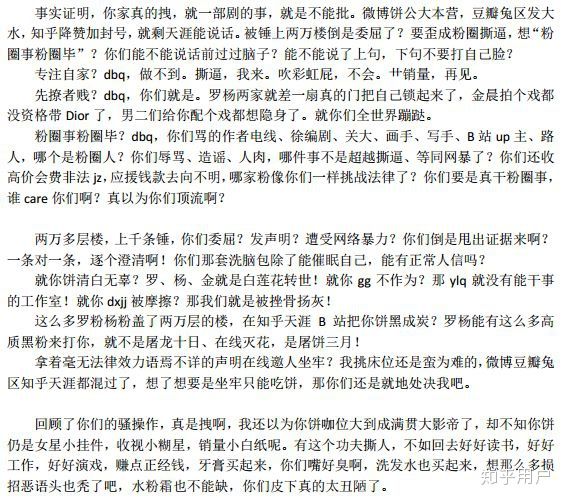 事实证明，你家真的拽，就一部剧的事，就是不能批。微博饼公大本营，豆瓣兔区发大
水，知乎降赞加封号，就剩天涯能说话。被锤上两万楼倒是委屈了？要歪成粉圈撕逼，想“粉
圈事粉圈毕”？你们能不能说话前过过脑子？能不能说了上句，下句不要打自己脸？
专注自家？dbq，做不到。撕逼，我来。吹彩虹屁，不会。艹销量，再见。
先撩者贱？dbq，你们就是。罗杨两家就差一扇真的门把自己锁起来了，金晨拍个戏都
没资格带 Dior 了，男二们给你配个戏都想隐身了。就你们全世界蹦跶。
粉圈事粉圈毕？dbq，你们骂的作者电线、徐编剧、关大、画手、写手、B 站 up 主、路
人，哪个是粉圈人？你们辱骂、造谣、人肉，哪件事不是超越撕逼、等同网暴了？你们还收
高价会费非法 jz，应援钱款去向不明，哪家粉像你们一样挑战法律了？你们要是真干粉圈事，
谁 care 你们啊？真以为你们顶流啊？
两万多层楼，上千条锤，你们委屈？发声明？遭受网络暴力？你们倒是甩出证据来啊？
一条对一条，逐个澄清啊！你们那套洗脑包除了能催眠自己，能有正常人信吗？
就你饼清白无辜？罗、杨、金就是白莲花转世！就你 gg 不作为？那 ylq 就没有能干事
的工作室！就你 dxjj 被摩擦？那我们就是被挫骨扬灰！
这么多罗粉杨粉盖了两万层的楼，在知乎天涯 B 站把你饼黑成炭？罗杨能有这么多高
质黑粉来打你，就不是屠龙十日、在线灭花，是屠饼三月！
拿着毫无法律效力语焉不详的声明在线邀人坐牢？我挑床位还是蛮为难的，微博豆瓣兔
区知乎天涯都混过了，想了想要是坐牢只能吃饼，那你们还是就地处决我吧。
回顾了你们的骚操作，真是拽啊，我还以为你饼咖位大到成满贯大影帝了，却不知你饼
仍是女星小挂件，收视小糊星，销量小白纸呢。有这个功夫撕人，不如回去好好读书，好好
工作，好好演戏，赚点正经钱，牙膏买起来，你们嘴好臭啊，洗发水也买起来，想那么多损
招恶语头也秃了吧，水粉霜也不能缺，你们皮下真的太丑陋了。
知乎用户